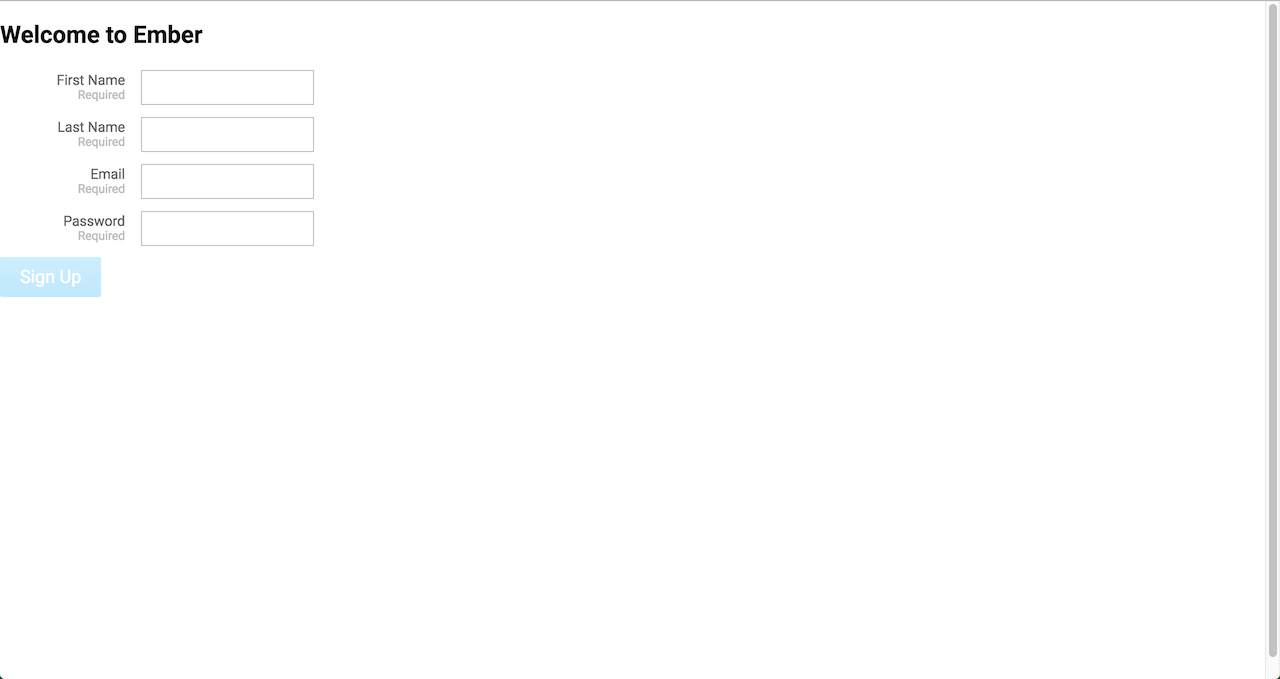 Welcome to Ember
First Name
Required
Last Name
Required
Email
Required
Password
Required
Sign Up